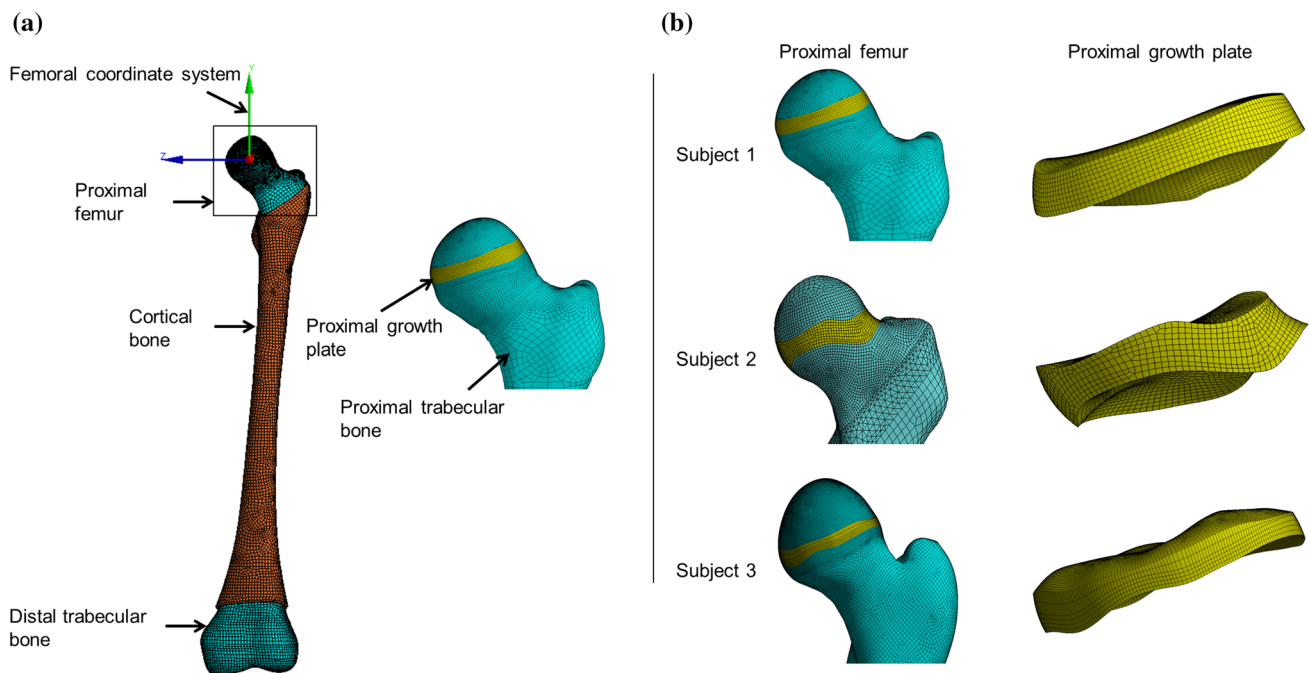 (a)
Femoral coordinate system
Y
Z
Proximal
femur
Cortical
bone
Distal trabecular
bone
Proximal growth
plate
Proximal trabecular
bone
(b)
Proximal femur
Proximal growth plate
Subject 1
Subject 2
Subject 3